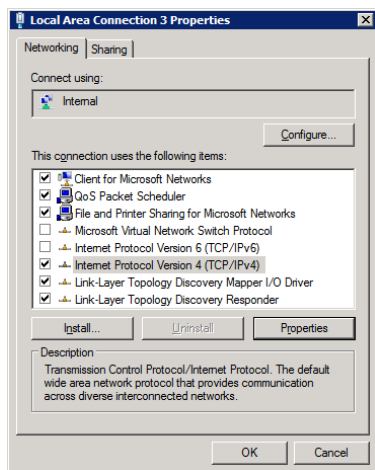 Local Area Connection 3 Properties
Networking Sharing
Connect using:
Internal
Configure...
This connection uses the following items:
Client for Microsoft Networks
QoS Packet Scheduler
File and Printer Sharing for Microsoft Networks
Microsoft Virtual Network Switch Protocol
Internet Protocol Version 6 (TCP/IPv6)
Internet Protocol Version 4 (TCP/IPv4)
Link-Layer Topology Discovery Mapper I/O Driver
Link-Layer Topology Discovery Responder
Install... Uninstall Properties
Description
Transmission Control Protocol/Internet Protocol. The default
wide area network protocol that provides communication
across diverse interconnected networks.
OK Cancel